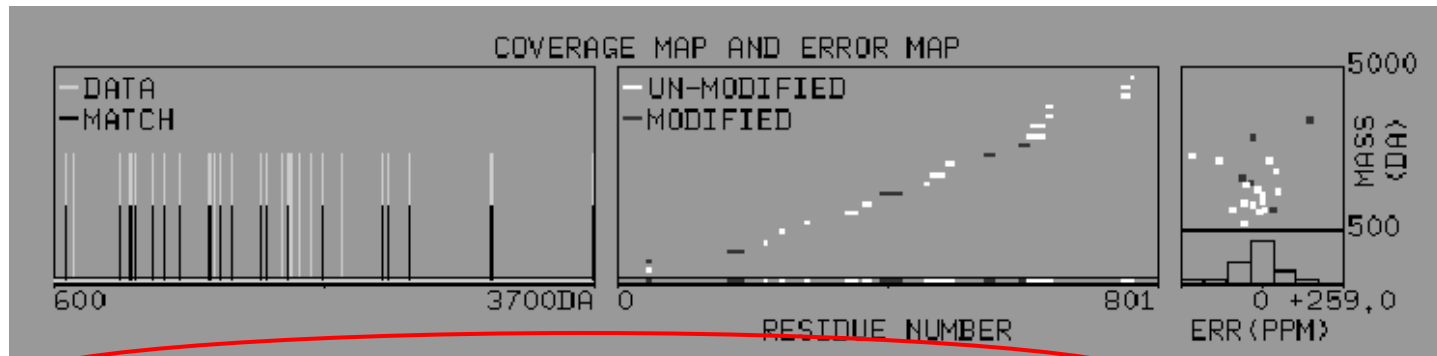 COVERAGE MAP AND ERROR MAP
DATA
MATCH
600
3700DA
UN-MODIFIED
MODIFIED
0
801
RESIDUE NUMBER
5000
MASS
(DA)
500
0 +259.0
ERR(PPM)